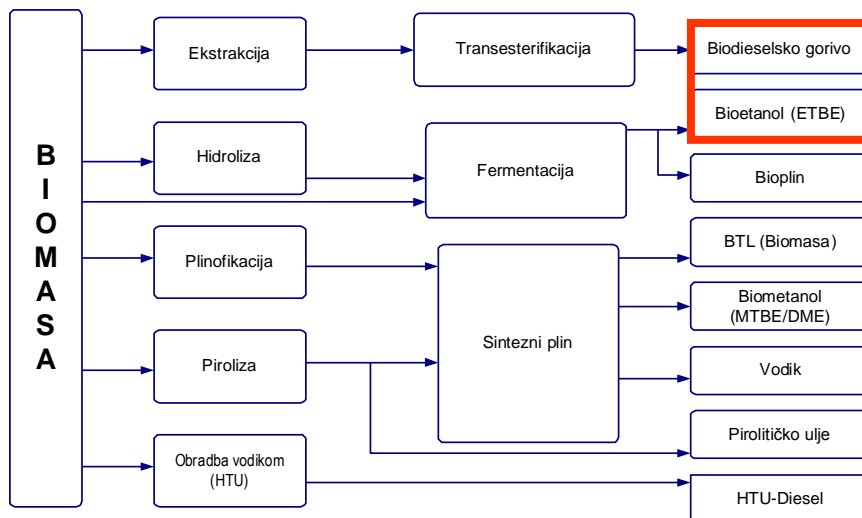 BIOMASA
Ekstrakcija
Transesterifikacija
Biodieselsko gorivo
Bioetanol (ETBE)
Hidroliza
Fermentacija
Bioplin
Plinofikacija
Sintezni plin
BTL (Biomasa)
Biometanol
(MTBE/DME)
Piroliza
Vodik
Pirolitičko ulje
Obradba vodikom
(HTU)
HTU-Diesel